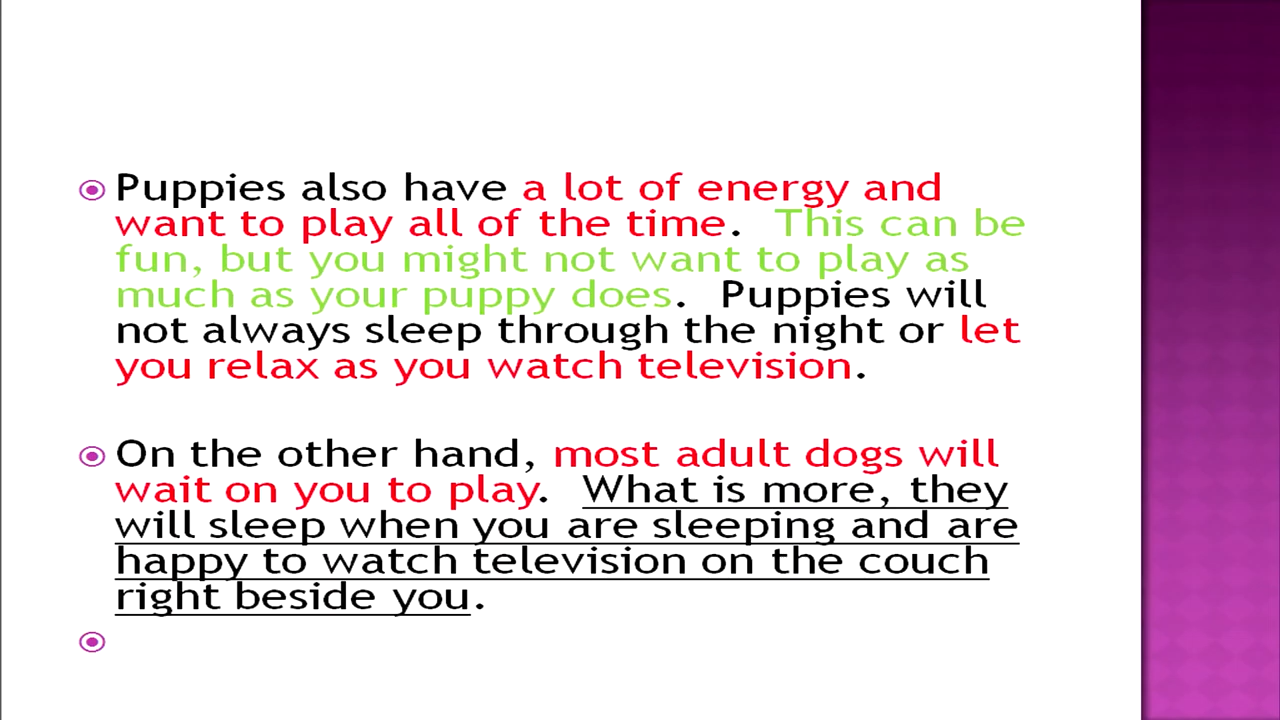 Puppies also have a lot of energy and
want to play all of the time.  This can be
fun, but you might not want to play as
much as your puppy does.  Puppies will
not always sleep through the night or let
you relax as you watch television.
On the other hand, most adult dogs will
wait on you to play.  What is more, they
will sleep when you are sleeping and are
happy to watch television on the couch
right beside you.